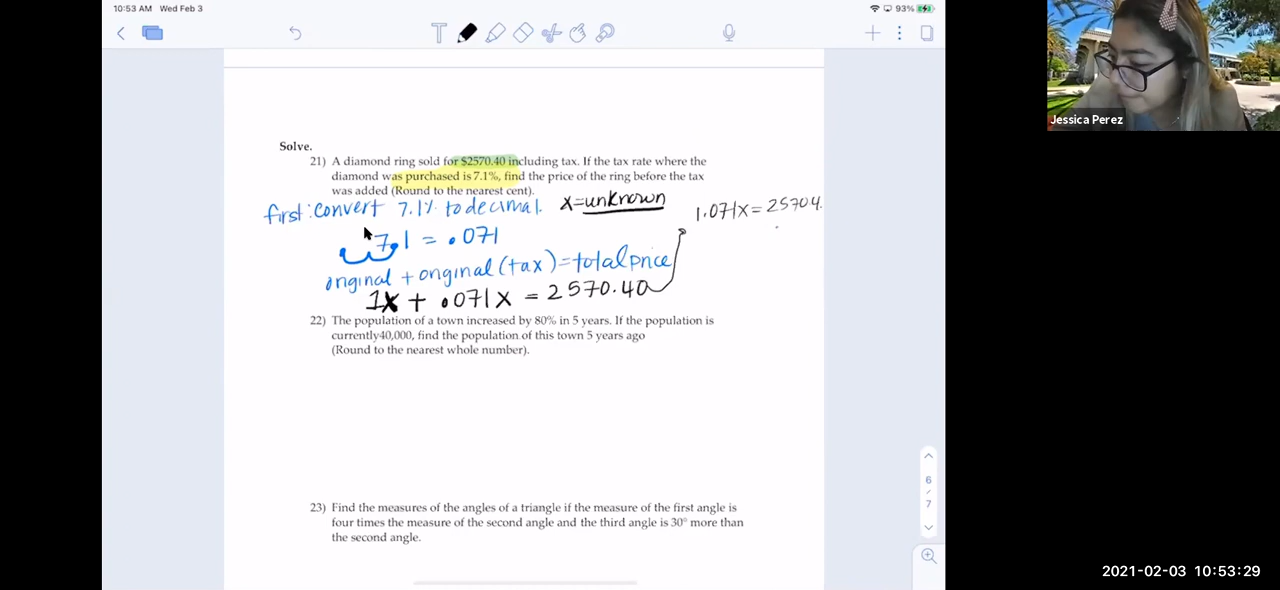 10:53 AM Wed Feb 3
93%
Jessica Perez
Solve.
21) A diamond ring sold for $2570.40 including tax. If the tax rate where the
diamond was purchased is 7.1%, find the price of the ring before the tax
was added (Round to the nearest cent).
first: convert 7.1% to decimal. x=unknown
1.071x=2570.4.
7.1 = .071
original + original (tax)=total price
1x + .071x = 2570.40
22) The population of a town increased by 80% in 5 years. If the population is
currently40,000, find the population of this town 5 years ago
(Round to the nearest whole number).
6
/
7
23) Find the measures of the angles of a triangle if the measure of the first angle is
four times the measure of the second angle and the third angle is 30° more than
the second angle.
2021-02-03 10:53:29